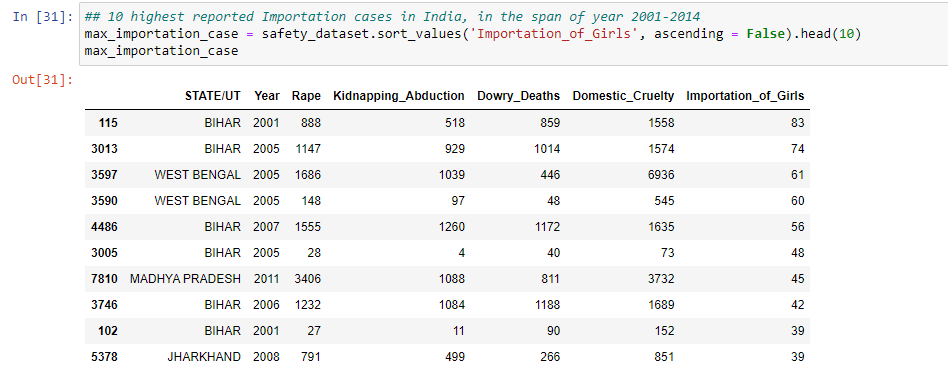 In [31]: ## 10 highest reported Importation cases in India, in the span of year 2001-2014
max_importation_case = safety_dataset.sort_values('Importation_of_Girls', ascending = False).head(10)
max_importation_case
Out[31]:
STATE/UT Year Rape Kidnapping_Abduction Dowry_Deaths Domestic_Cruelty Importation_of_Girls
115 BIHAR 2001 888 518 859 1558 83
3013 BIHAR 2005 1147 929 1014 1574 74
3597 WEST BENGAL 2005 1686 1039 446 6936 61
3590 WEST BENGAL 2005 148 97 48 545 60
4486 BIHAR 2007 1555 1260 1172 1635 56
3005 BIHAR 2005 28 4 40 73 48
7810 MADHYA PRADESH 2011 3406 1088 811 3732 45
3746 BIHAR 2006 1232 1084 1188 1689 42
102 BIHAR 2001 27 11 90 152 39
5378 JHARKHAND 2008 791 499 266 851 39